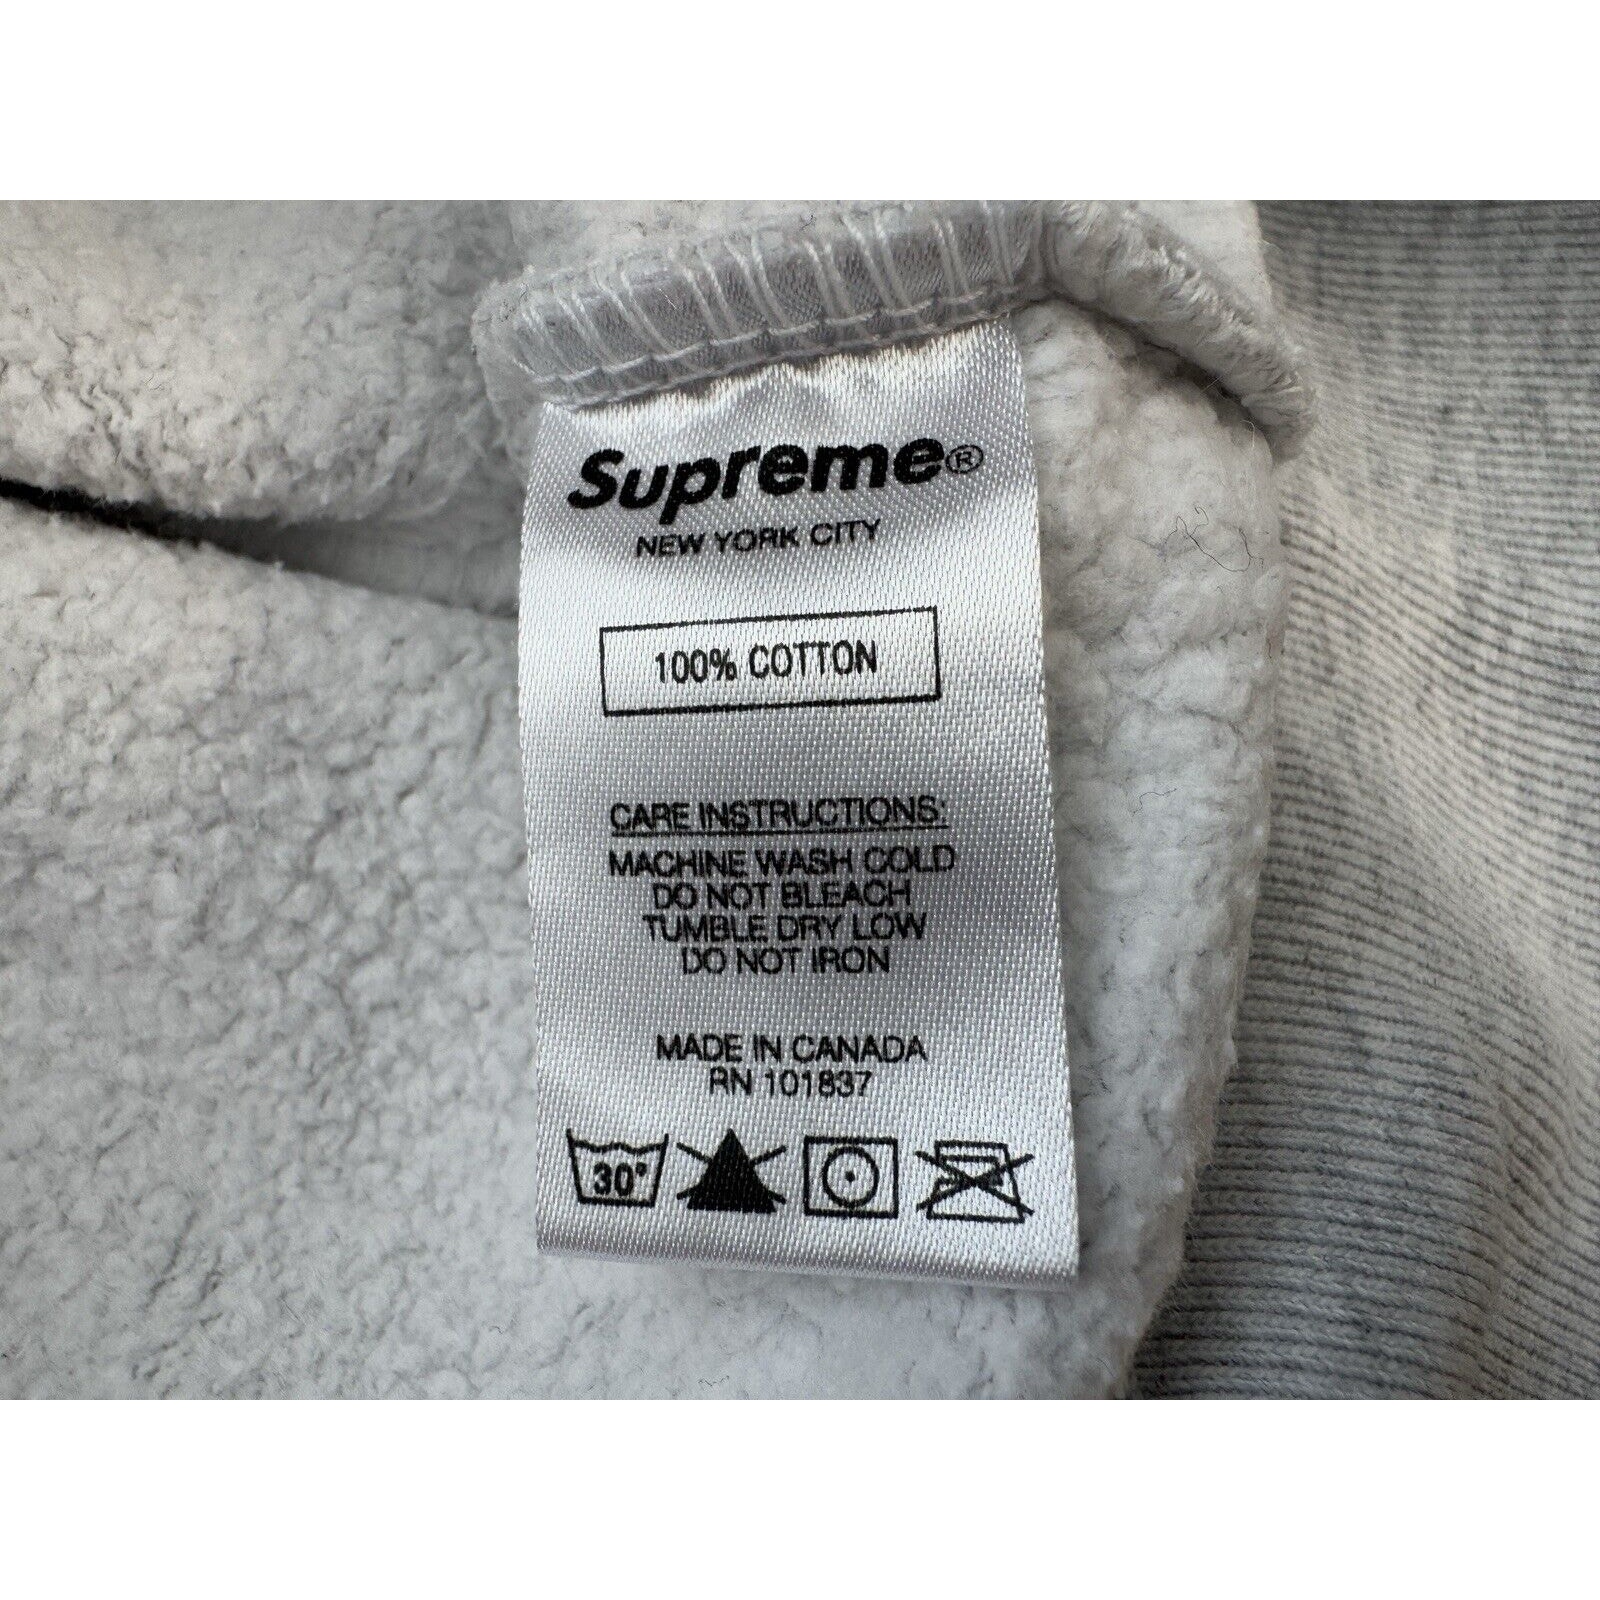 Supreme®
NEW YORK CITY
100% COTTON
CARE INSTRUCTIONS:
MACHINE WASH COLD
DO NOT BLEACH
TUMBLE DRY LOW
DO NOT IRON
MADE IN CANADA
RN 101837
30°